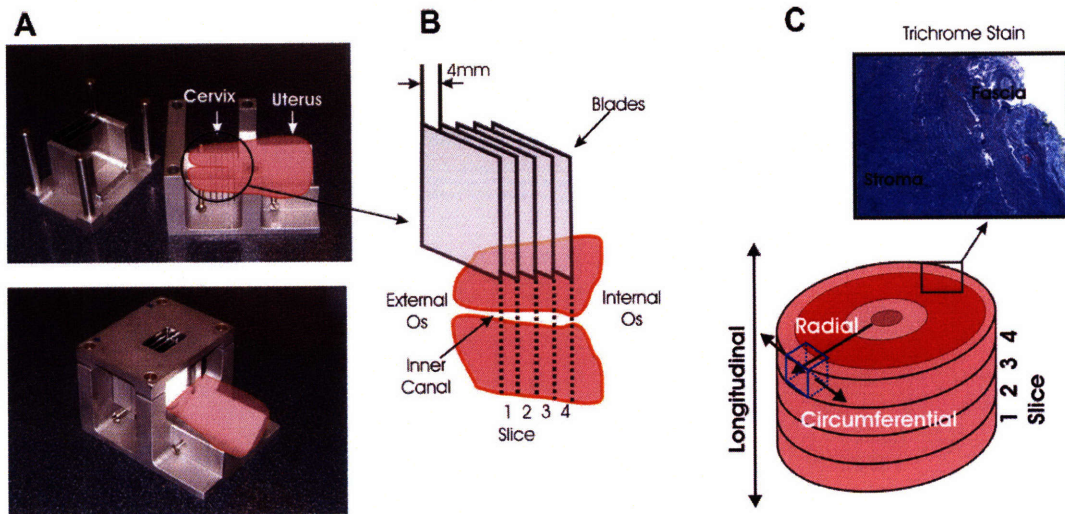 A
Cervix
Uterus
B
4mm
Blades
External
Os
Internal
Os
Inner
Canal
1 2 3 4
Slice
C
Trichrome Stain
Fascia
Stroma
Longitudinal
Radial
Circumferential
1 2 3 4
Slice